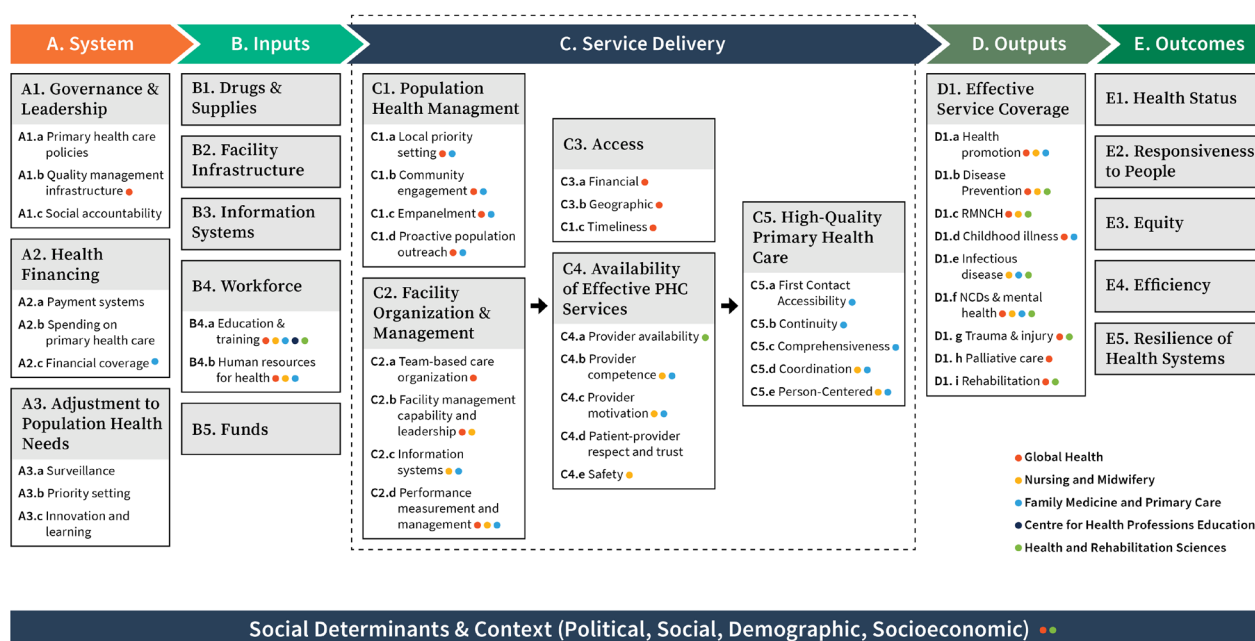 A. System
B. Inputs
C. Service Delivery
D. Outputs
E. Outcomes
A1. Governance &
Leadership
A1.a Primary health care
policies
A1.b Quality management
infrastructure
A1.c Social accountability
A2. Health
Financing
A2.a Payment systems
A2.b Spending on
primary health care
A2.c Financial coverage
A3. Adjustment to
Population Health
Needs
A3.a Surveillance
A3.b Priority setting
A3.c Innovation and
learning
B1. Drugs &
Supplies
B2. Facility
Infrastructure
B3. Information
Systems
B4. Workforce
B4.a Education &
training
B4.b Human resources
for health
B5. Funds
C1. Population
Health Managment
C1.a Local priority
setting
C1.b Community
engagement
C1.c Empanelment
C1.d Proactive population
outreach
C2. Facility
Organization &
Management
C2.a Team-based care
organization
C2.b Facility management
capability and
leadership
C2.c Information
systems
C2.d Performance
measurement and
management
C3. Access
C3.a Financial
C3.b Geographic
C1.c Timeliness
C4. Availability
of Effective PHC
Services
C4.a Provider availability
C4.b Provider
competence
C4.c Provider
motivation
C4.d Patient-provider
respect and trust
C4.e Safety
C5. High-Quality
Primary Health
Care
C5.a First Contact
Accessibility
C5.b Continuity
C5.c Comprehensiveness
C5.d Coordination
C5.e Person-Centered
D1. Effective
Service Coverage
D1.a Health
promotion
D1.b Disease
Prevention
D1.c RMNCH
D1.d Childhood illness
D1.e Infectious
disease
D1.f NCDs & mental
health
D1. g Trauma & injury
D1. h Palliative care
D1. i Rehabilitation
E1. Health Status
E2. Responsiveness
to People
E3. Equity
E4. Efficiency
E5. Resilience of
Health Systems
Global Health
Nursing and Midwifery
Family Medicine and Primary Care
Centre for Health Professions Education
Health and Rehabilitation Sciences
Social Determinants & Context (Political, Social, Demographic, Socioeconomic)